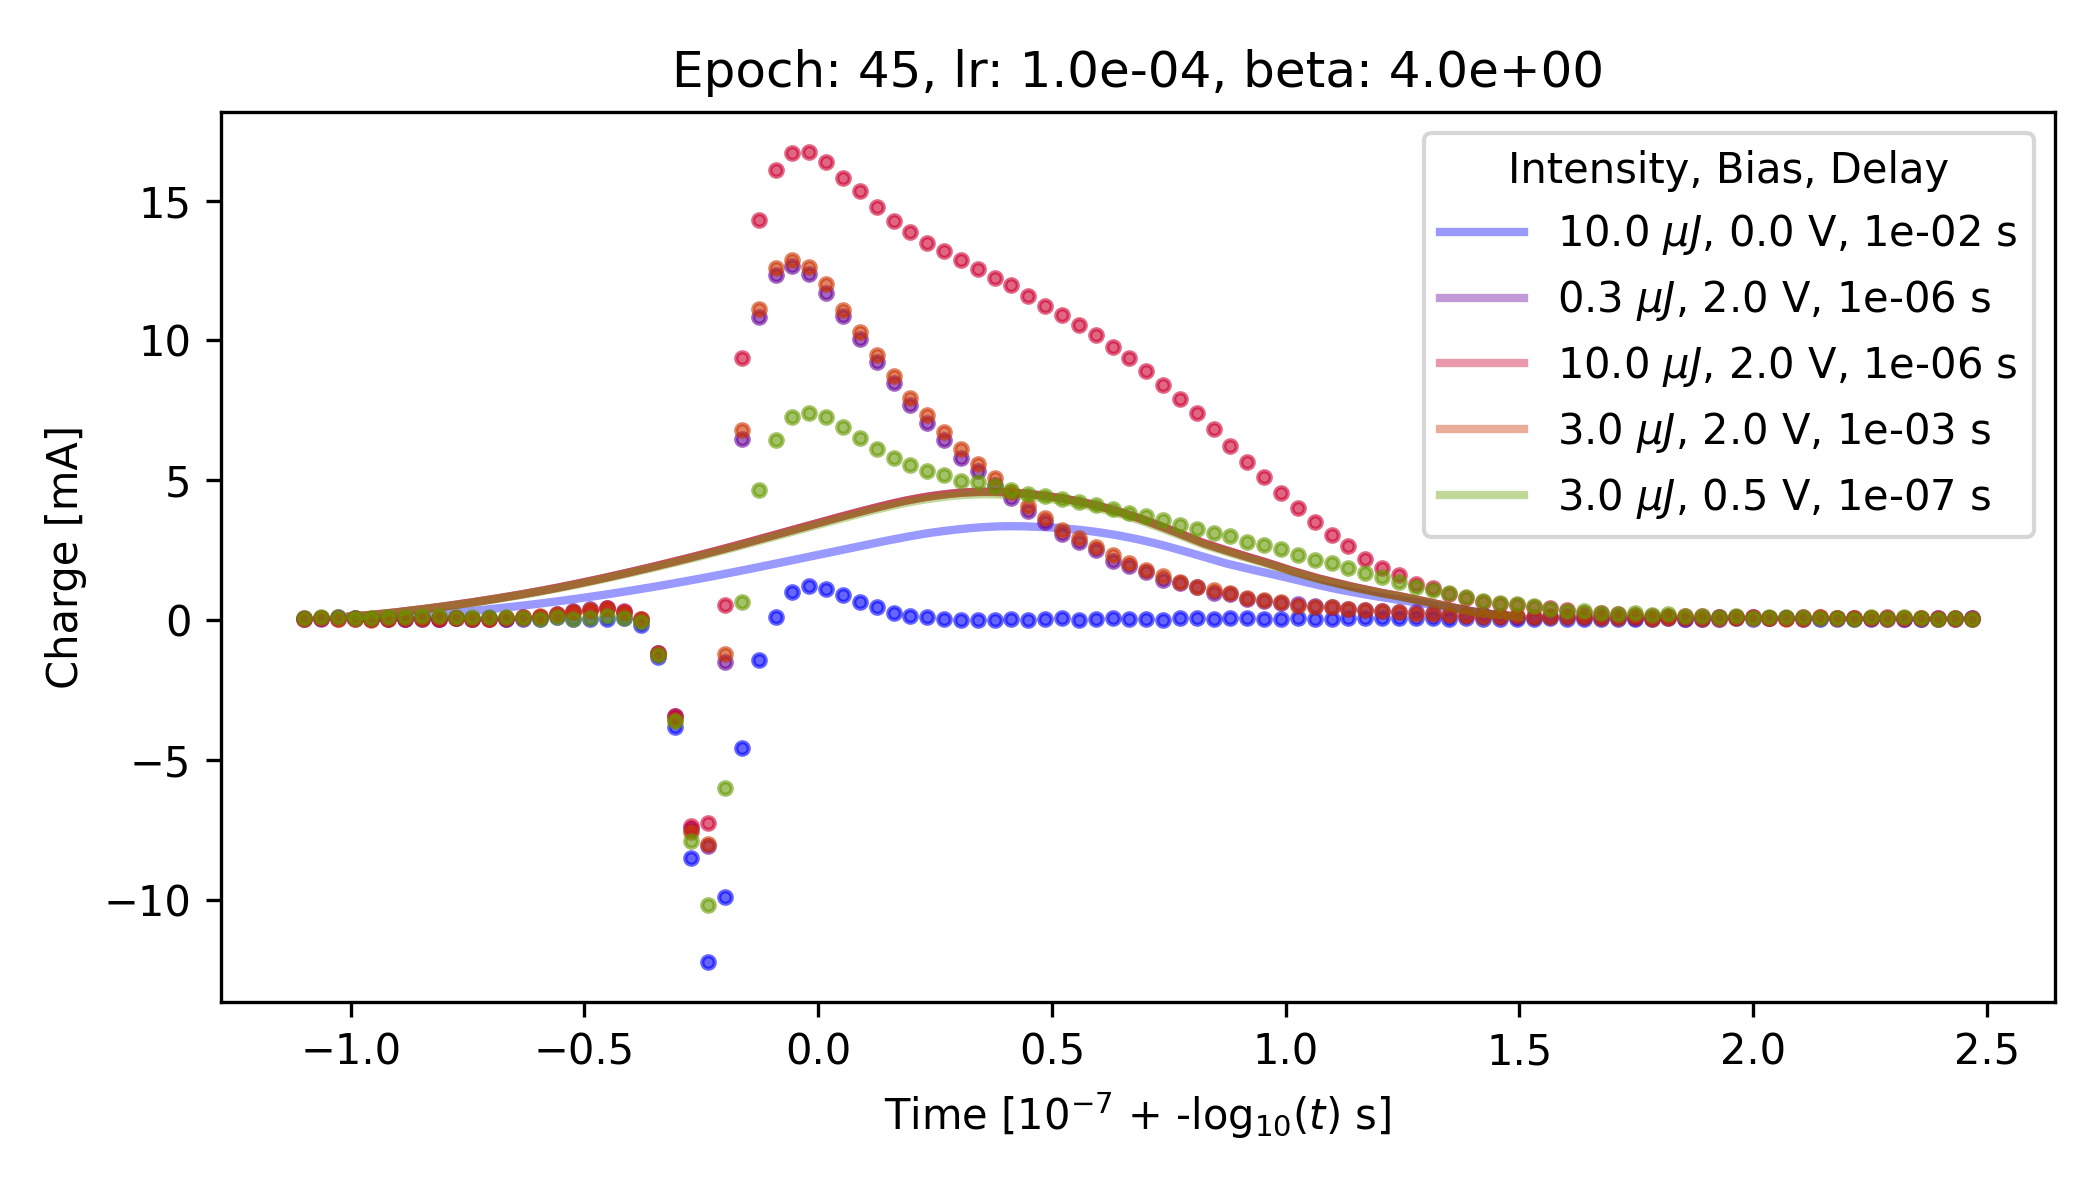 Epoch: 45, lr: 1.0e-04, beta: 4.0e+00
Intensity, Bias, Delay
10.0 μJ, 0.0 V, 1e-02 s
0.3 μJ, 2.0 V, 1e-06 s
10.0 μJ, 2.0 V, 1e-06 s
3.0 μJ, 2.0 V, 1e-03 s
3.0 μJ, 0.5 V, 1e-07 s
Charge [mA]
15
10
5
0
−5
−10
−1.0 −0.5 0.0 0.5 1.0 1.5 2.0 2.5
Time [10⁻⁷ + -log₁₀(t) s]